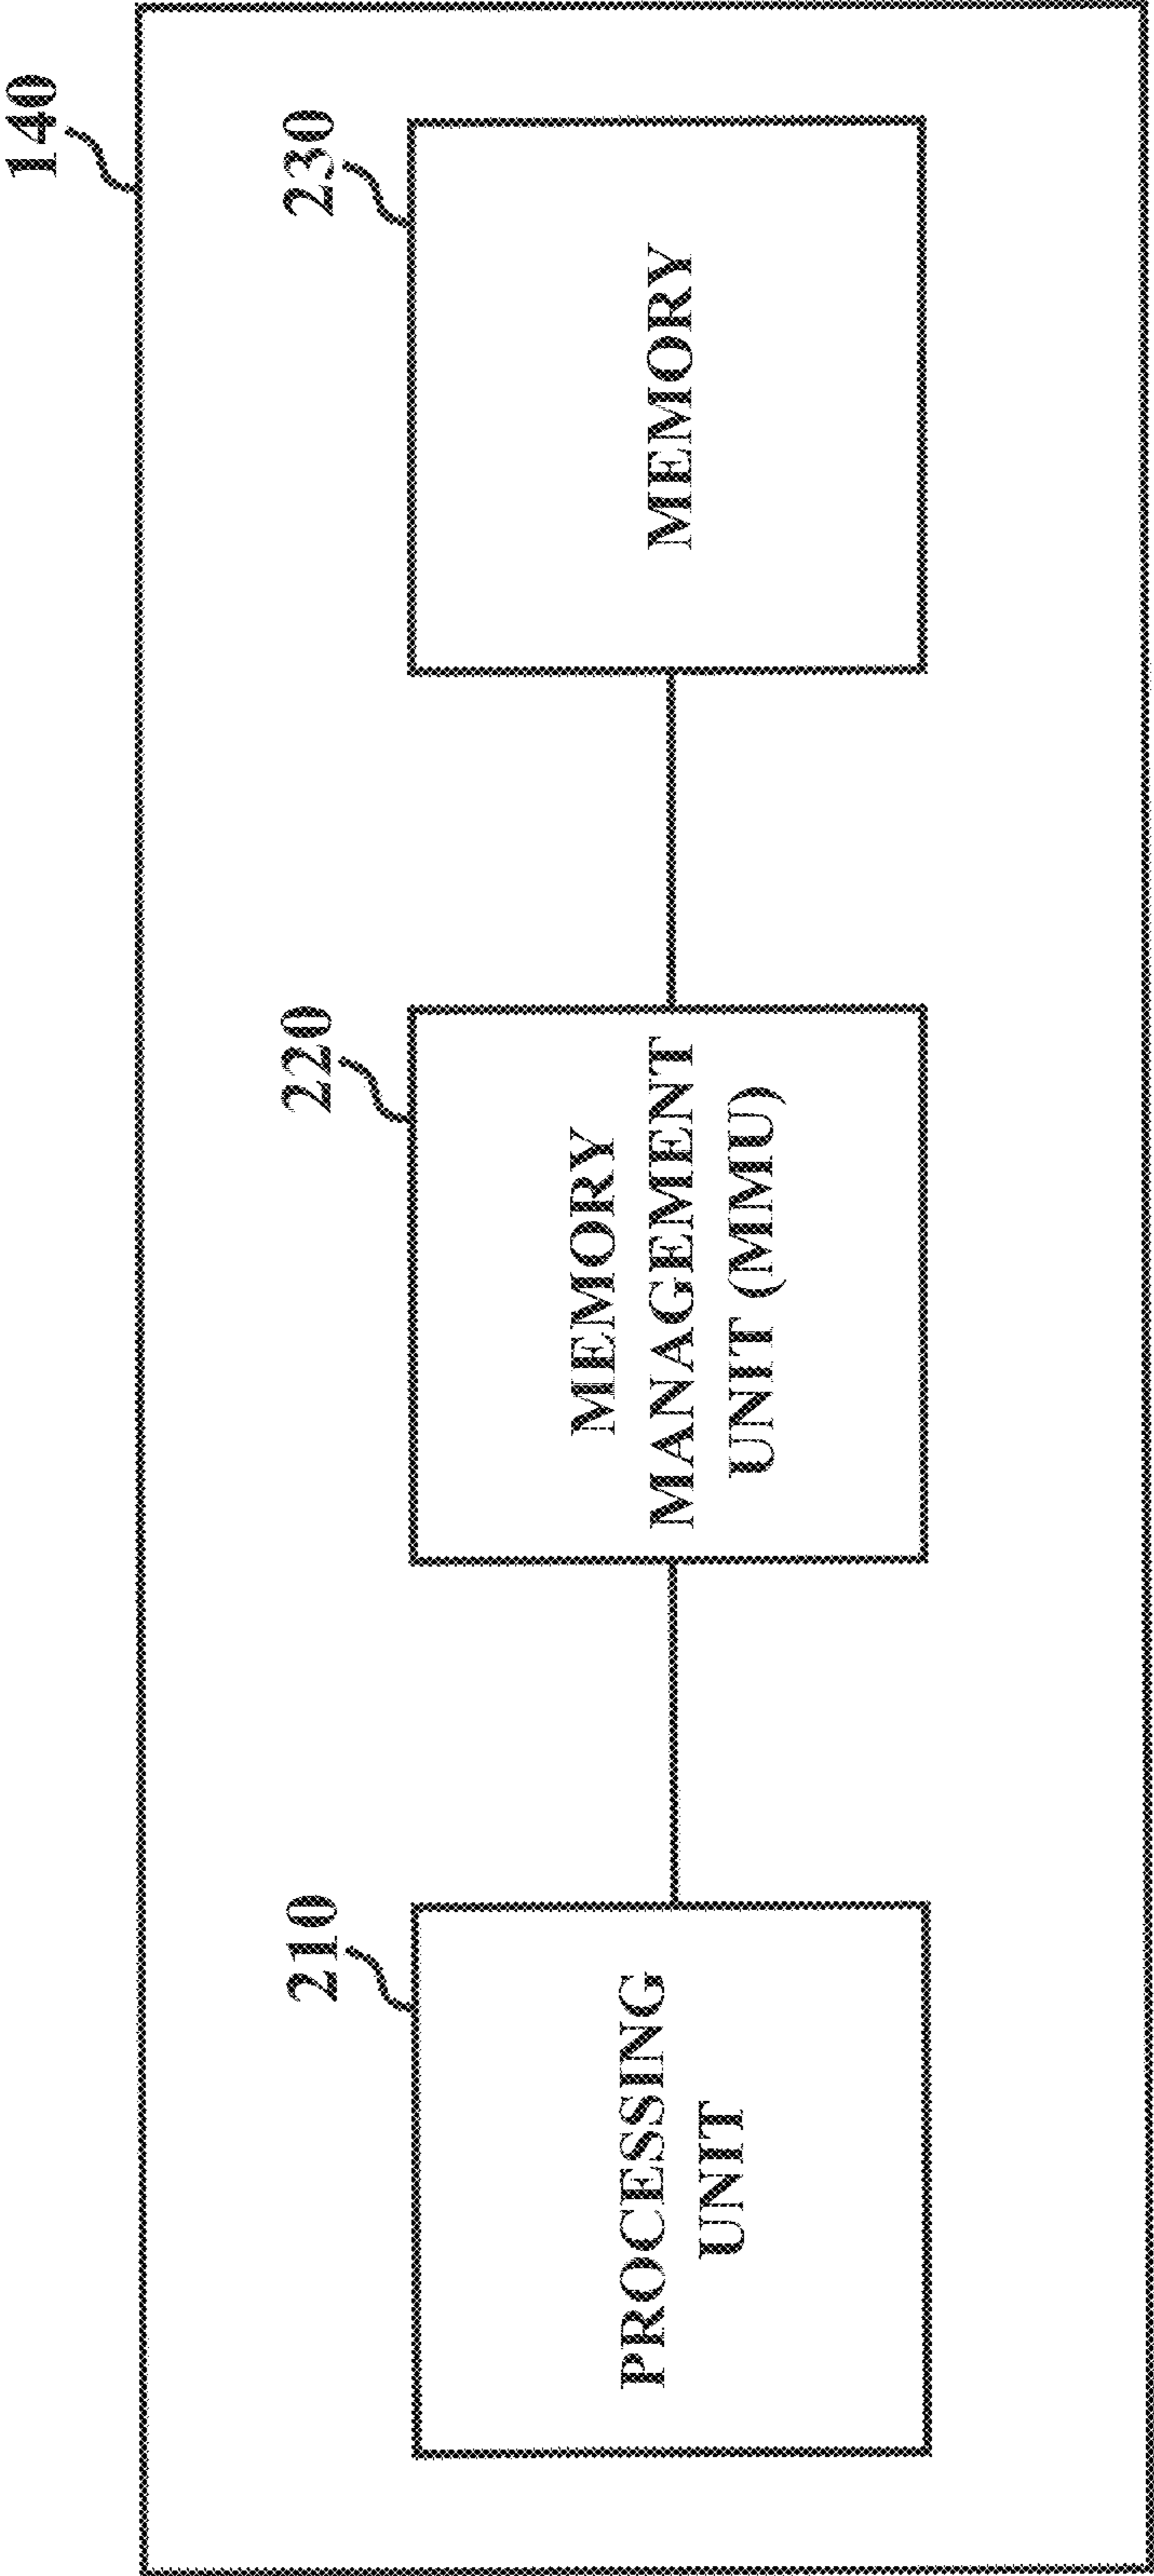 140
210
PROCESSING
UNIT
220
MEMORY
MANAGEMENT
UNIT (MMU)
230
MEMORY